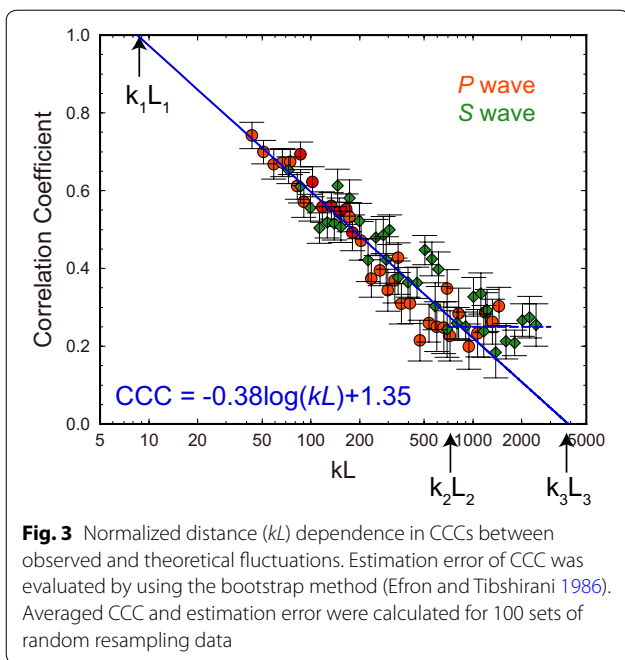 1.0
0.8
0.6
0.4
0.2
0.0
Correlation Coefficient
k₁L₁
P wave
S wave
CCC = -0.38log(kL)+1.35
5 10 50 100 500 1000 2000 5000
kL
k₂L₂ k₃L₃
Fig. 3 Normalized distance (kL) dependence in CCCs between
observed and theoretical fluctuations. Estimation error of CCC was
evaluated by using the bootstrap method (Efron and Tibshirani 1986).
Averaged CCC and estimation error were calculated for 100 sets of
random resampling data